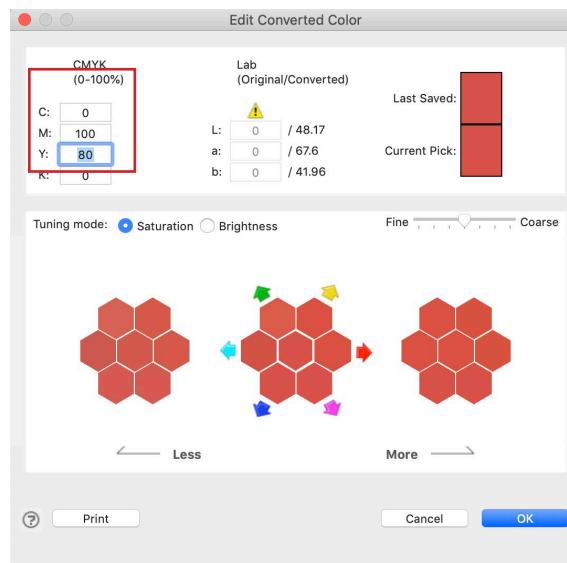 Edit Converted Color
CMYK
(0-100%)
Lab
(Original/Converted)
Last Saved:
C: 0
M: 100
Y: 80
K: 0
L: 0 / 48.17
a: 0 / 67.6
b: 0 / 41.96
Current Pick:
Tuning mode: Saturation Brightness
Fine Coarse
Less
More
? Print Cancel OK